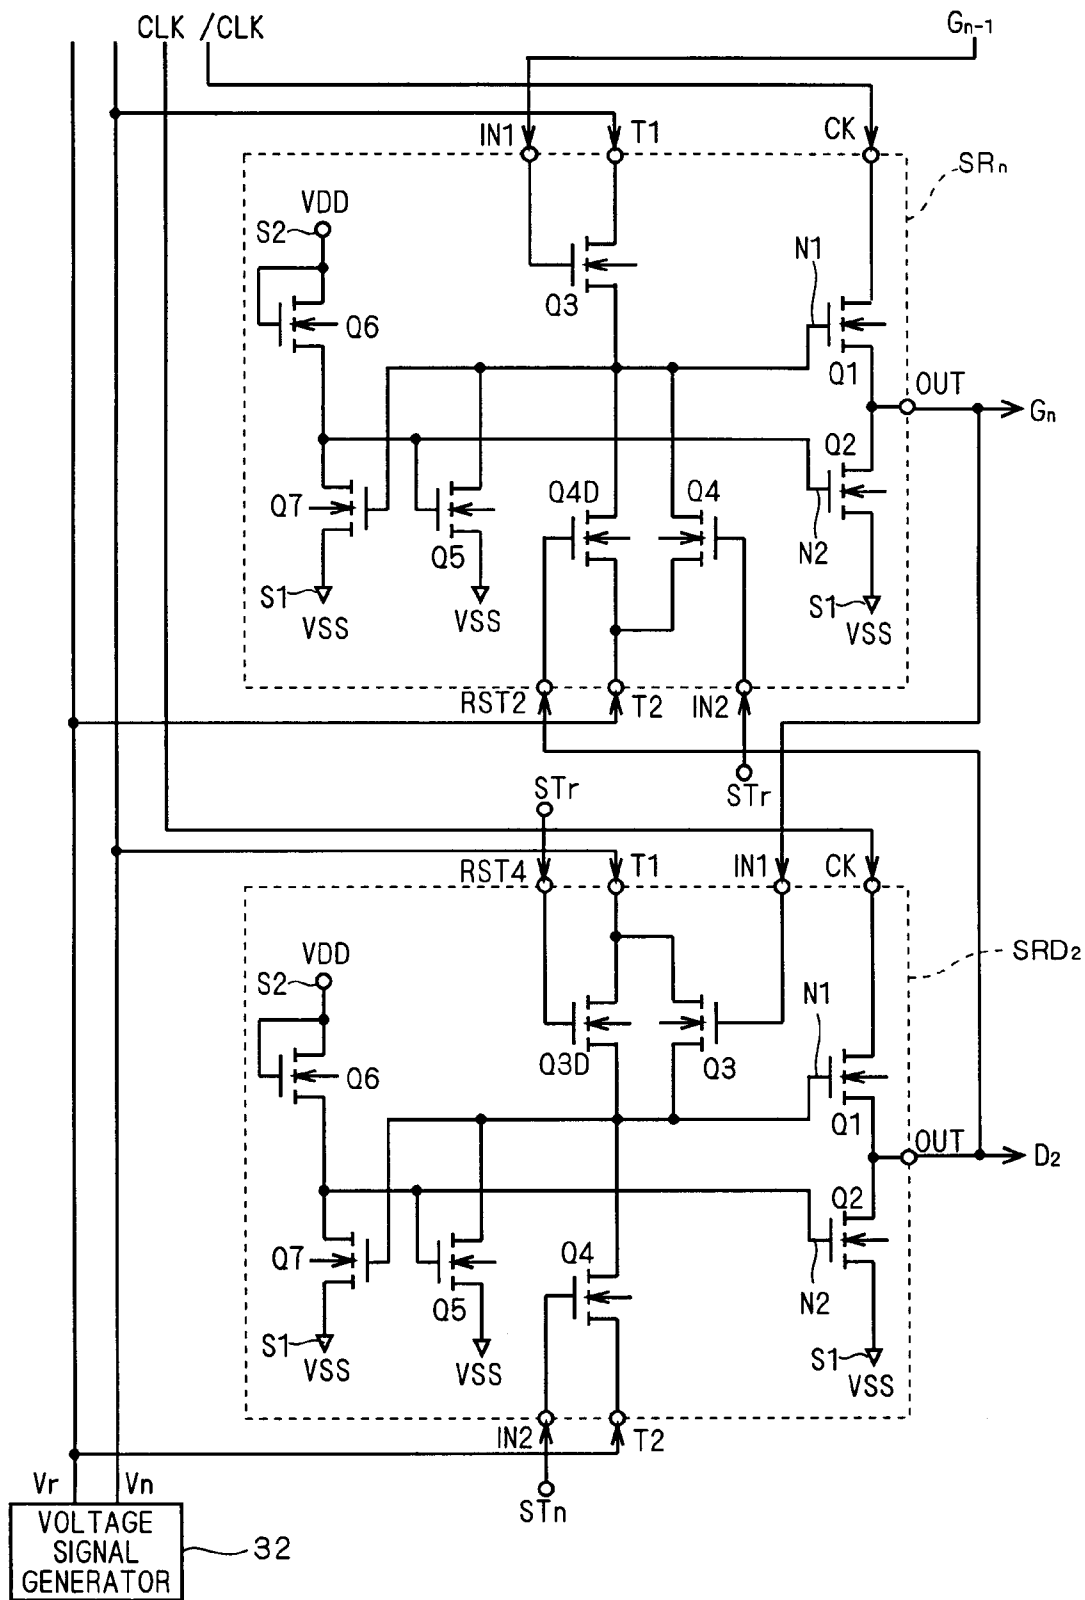 CLK /CLK
Gn-1
IN1
T1
CK
SRn
VDD
S2
N1
Q3
Q6
Q1
OUT
Gn
Q2
Q7
Q4D
Q4
Q5
N2
S1
VSS
VSS
S1
VSS
RST2
T2
IN2
STr
STr
RST4
T1
IN1
CK
VDD
SRD2
S2
N1
Q6
Q3D
Q3
Q1
OUT
D2
Q2
Q7
Q4
Q5
N2
S1
VSS
VSS
S1
VSS
IN2
T2
Vr
Vn
STn
VOLTAGE
SIGNAL
GENERATOR
32